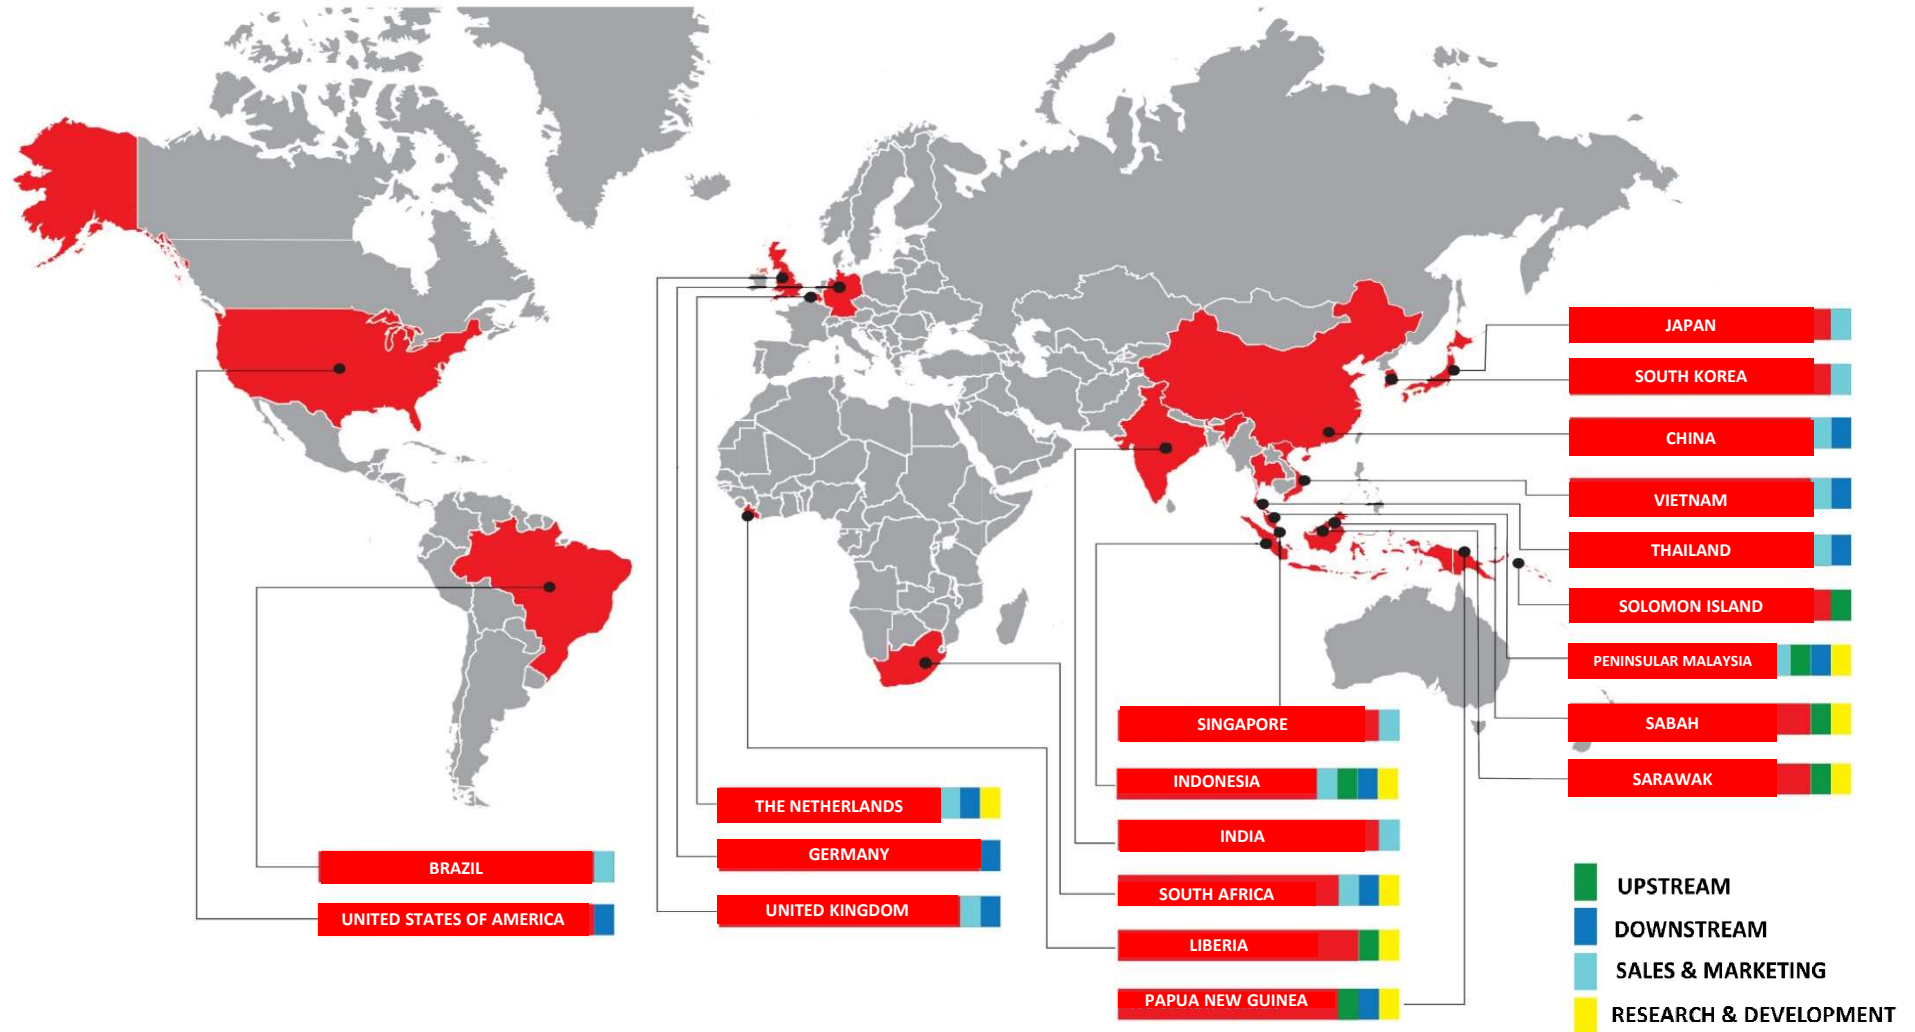 JAPAN
SOUTH KOREA
CHINA
VIETNAM
THAILAND
SOLOMON ISLAND
PENINSULAR MALAYSIA
SABAH
SARAWAK
SINGAPORE
INDONESIA
INDIA
SOUTH AFRICA
LIBERIA
PAPUA NEW GUINEA
THE NETHERLANDS
GERMANY
UNITED KINGDOM
BRAZIL
UNITED STATES OF AMERICA
UPSTREAM
DOWNSTREAM
SALES & MARKETING
RESEARCH & DEVELOPMENT